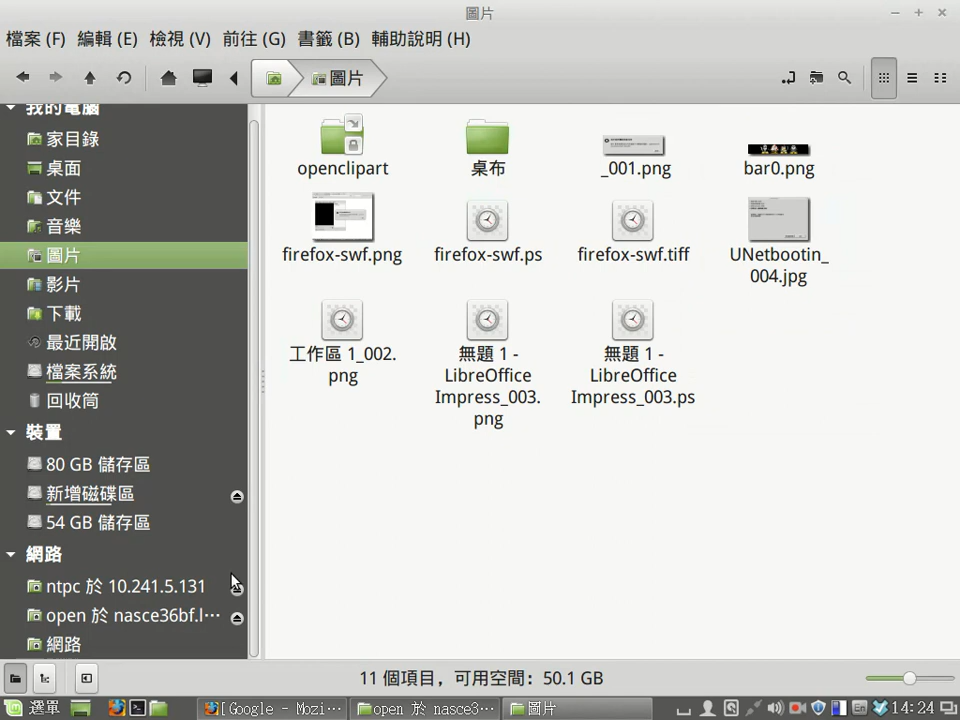 圖片
檔案 (F) 編輯 (E) 檢視 (V) 前往 (G) 書籤 (B) 輔助說明 (H)
圖片
我的電腦
家目錄
桌面
文件
音樂
圖片
影片
下載
最近開啟
檔案系統
回收筒
裝置
80 GB 儲存區
新增磁碟區
54 GB 儲存區
網路
ntpc 於 10.241.5.131
open 於 nasce36bf.l⋯
網路
openclipart
桌布
_001.png
bar0.png
firefox-swf.png
firefox-swf.ps
firefox-swf.tiff
UNetbootin_
004.jpg
工作區 1_002.
png
無題 1 -
LibreOffice
Impress_003.
png
無題 1 -
LibreOffice
Impress_003.ps
11 個項目，可用空間：50.1 GB
選單
[Google - Mozi⋯
open 於 nasce3⋯
圖片
En
14:24